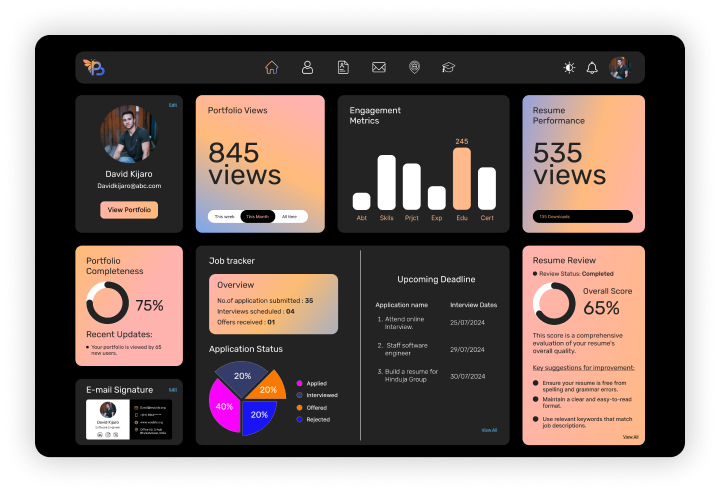 Edit
David Kijaro
Davidkijaro@abc.com
View Portfolio
Portfolio Views
845
views
This week
This Month
All time
Engagement
Metrics
245
Abt
Sklls
Prjct
Exp
Edu
Cert
Resume
Performance
535
views
Downloads
Portfolio
Completeness
75%
Recent Updates:
Your portfolio is viewed by 65
new users.
E-mail Signature
Edit
David Kijaro
Job tracker
Overview
No.of application submitted : 35
Interviews scheduled : 04
Offers received : 01
Application Status
20%
20%
20%
40%
Applied
Interviewed
Offered
Rejected
Upcoming Deadline
Application name
Interview Dates
1. Attend online
Interview.
25/07/2024
2. Staff software
engineer
29/07/2024
3. Build a resume for
Hinduja Group
30/07/2024
View All
Resume Review
Review Status: Completed
Overall Score
65%
This score is a comprehensive
evaluation of your resume's
overall quality.
Key suggestions for improvement:
Ensure your resume is free from
spelling and grammar errors.
Maintain a clear and easy-to-read
format.
Use relevant keywords that match
job descriptions.
View All